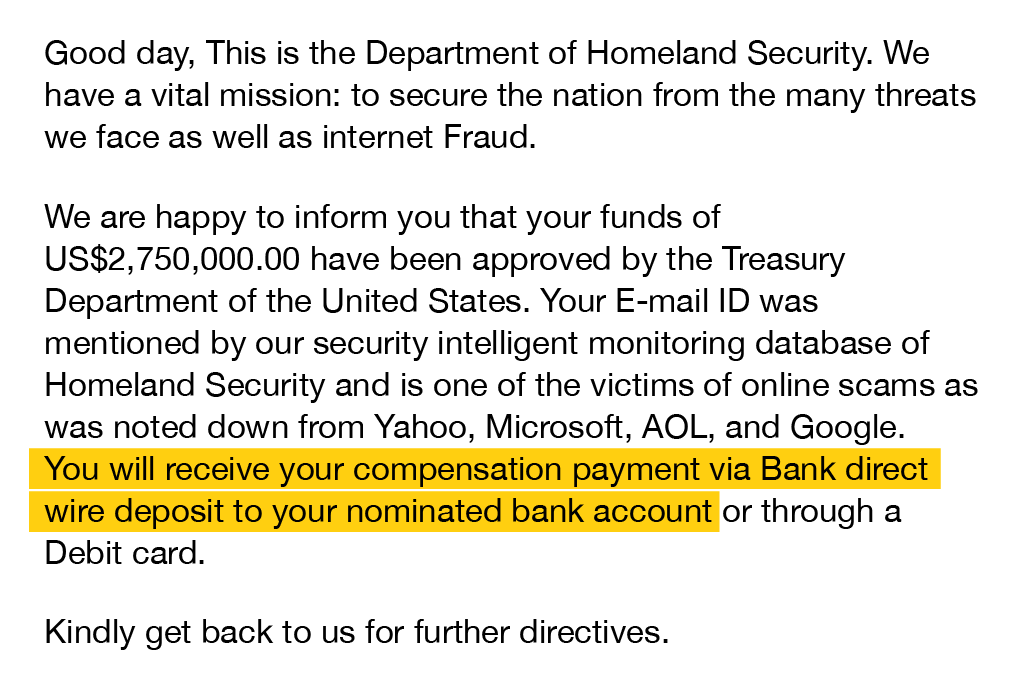 Good day, This is the Department of Homeland Security. We
have a vital mission: to secure the nation from the many threats
we face as well as internet Fraud.
We are happy to inform you that your funds of
US$2,750,000.00 have been approved by the Treasury
Department of the United States. Your E-mail ID was
mentioned by our security intelligent monitoring database of
Homeland Security and is one of the victims of online scams as
was noted down from Yahoo, Microsoft, AOL, and Google.
You will receive your compensation payment via Bank direct
wire deposit to your nominated bank account or through a
Debit card.
Kindly get back to us for further directives.